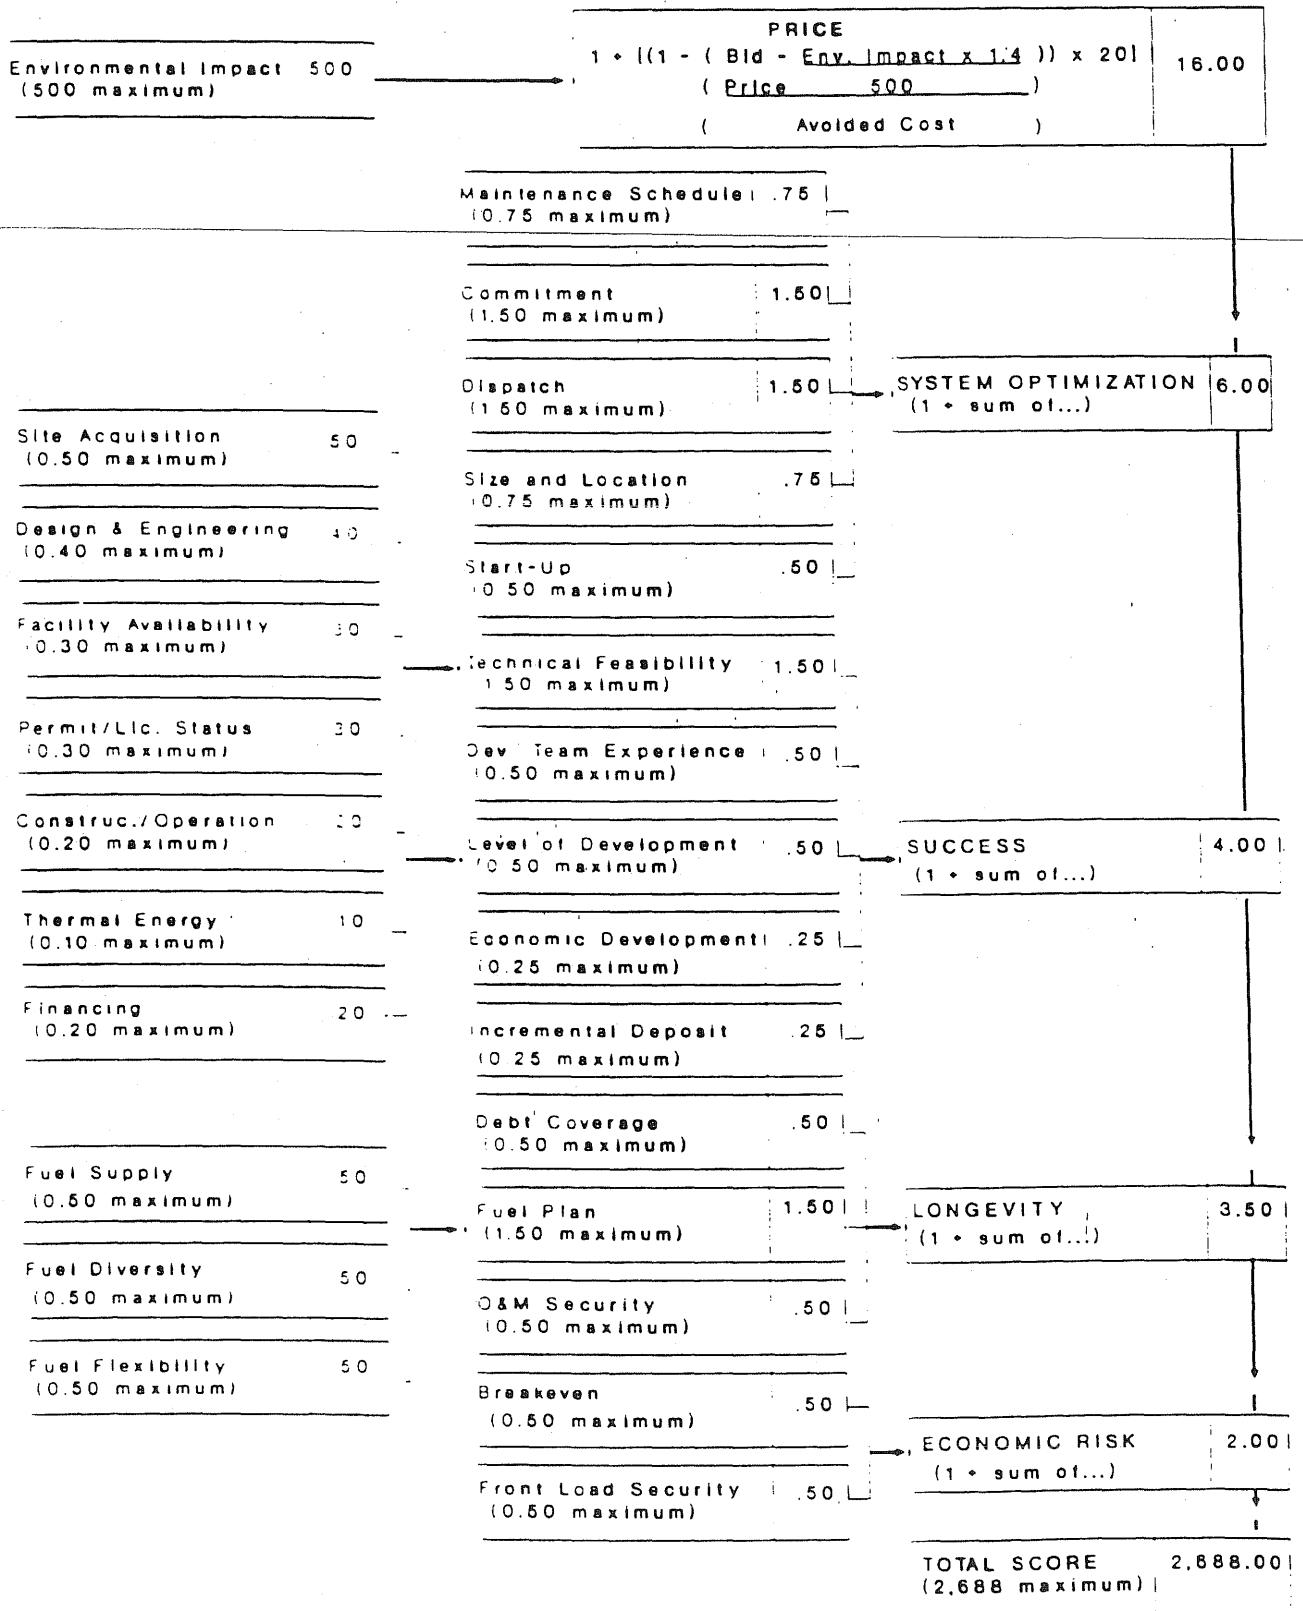 PRICE
1 + [((1 - ( Bid - Env. Impact x 1.4 )) x 20] 16.00
( Price 500 )
( Avoided Cost )
Environmental Impact 500
(500 maximum)
Maintenance Schedule .75
(0.75 maximum)
Commitment 1.50
(1.50 maximum)
Dispatch 1.50
(1 50 maximum)
SYSTEM OPTIMIZATION 6.00
(1 + sum of...)
Size and Location .75
(0.75 maximum)
Start-Up .50
(0 50 maximum)
Site Acquisition 50
(0.50 maximum)
Design & Engineering 40
(0.40 maximum)
Facility Availability 30
(0.30 maximum)
Permit/Lic. Status 30
(0.30 maximum)
Construc./Operation 20
(0.20 maximum)
Thermal Energy 10
(0.10 maximum)
Financing 20
(0.20 maximum)
Technical Feasibility 1.50
(1 50 maximum)
Dev Team Experience .50
(0.50 maximum)
Level of Development .50
(0 50 maximum)
SUCCESS 4.00
(1 + sum of...)
Economic Development .25
(0.25 maximum)
Incremental Deposit .25
(0.25 maximum)
Debt Coverage .50
(0.50 maximum)
Fuel Supply 50
(0.50 maximum)
Fuel Diversity 50
(0.50 maximum)
Fuel Flexibility 50
(0.50 maximum)
Fuel Plan 1.50
(1.50 maximum)
LONGEVITY 3.50
(1 + sum of...)
O&M Security .50
(0.50 maximum)
Breakeven .50
(0.50 maximum)
Front Load Security .50
(0.50 maximum)
ECONOMIC RISK 2.00
(1 + sum of...)
TOTAL SCORE 2,688.00
(2,688 maximum)